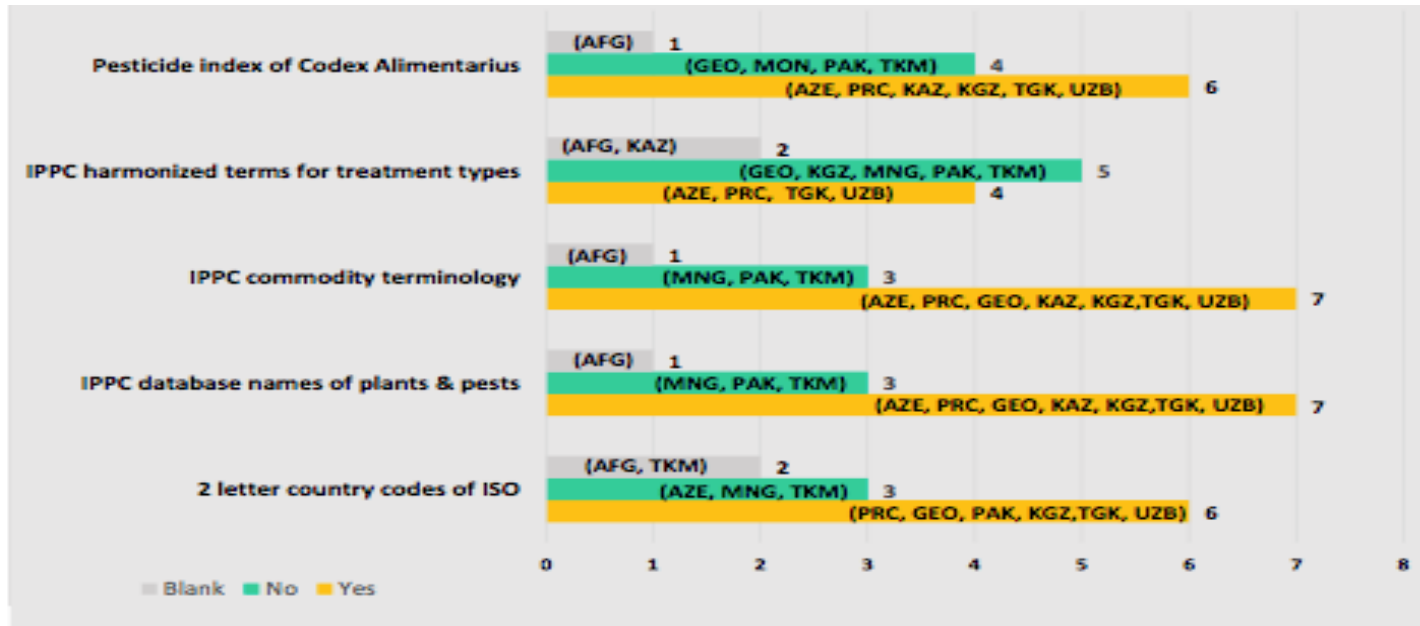 (AFG) 1
Pesticide index of Codex Alimentarius
(GEO, MON, PAK, TKM) 4
(AZE, PRC, KAZ, KGZ, TGK, UZB) 6
(AFG, KAZ) 2
IPPC harmonized terms for treatment types
(GEO, KGZ, MNG, PAK, TKM) 5
(AZE, PRC, TGK, UZB) 4
(AFG) 1
IPPC commodity terminology
(MNG, PAK, TKM) 3
(AZE, PRC, GEO, KAZ, KGZ,TGK, UZB) 7
(AFG) 1
IPPC database names of plants & pests
(MNG, PAK, TKM) 3
(AZE, PRC, GEO, KAZ, KGZ,TGK, UZB) 7
(AFG, TKM) 2
2 letter country codes of ISO
(AZE, MNG, TKM) 3
(PRC, GEO, PAK, KGZ,TGK, UZB) 6
0 1 2 3 4 5 6 7 8
Blank No Yes